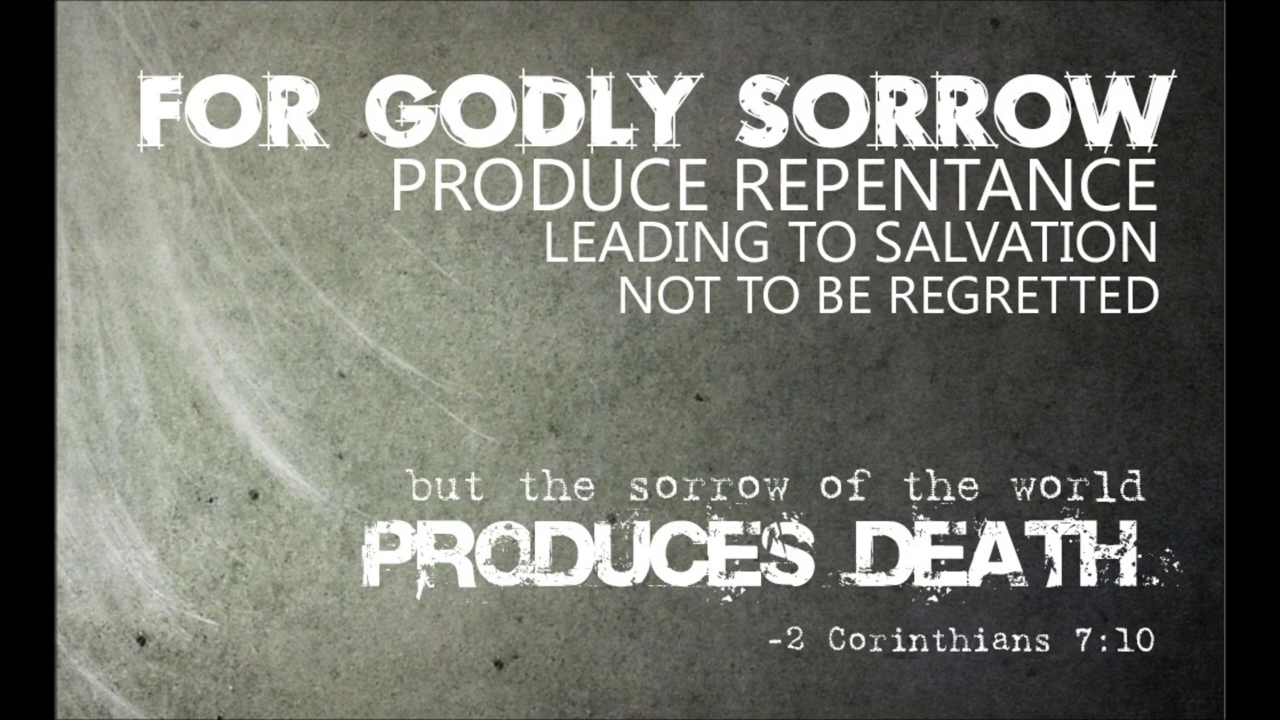 FOR GODLY SORROW
PRODUCE REPENTANCE
LEADING TO SALVATION
NOT TO BE REGRETTED
but the sorrow of the world
PRODUCES DEATH.
-2 Corinthians 7:10